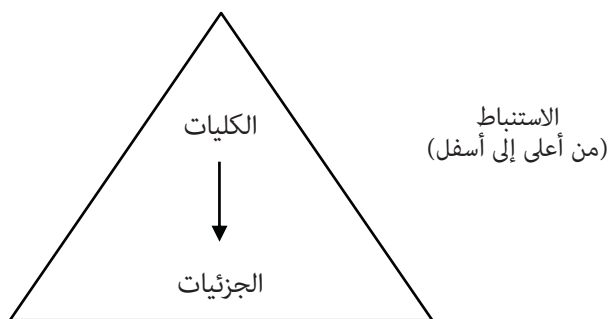 الكليات
الجزئيات
الاستنباط
(من أعلى إلى أسفل)